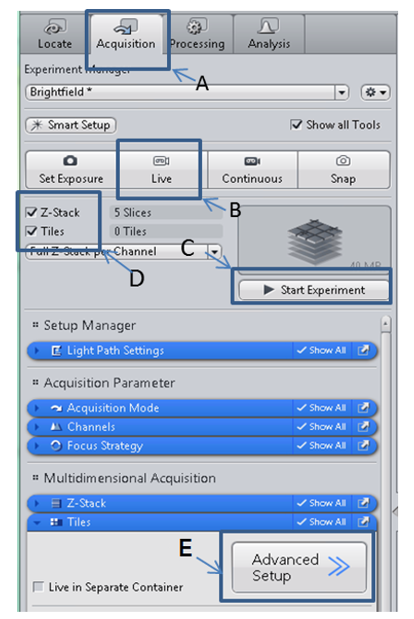 Locate Acquisition Processing Analysis
Experiment Manager
A
Brightfield *
Smart Setup Show all Tools
Set Exposure Live Continuous Snap
B
Z-Stack 5 Slices
Tiles 0 Tiles
C
Full Z-Stack per Channel
48 MB
D
Start Experiment
Setup Manager
Light Path Settings Show All
Acquisition Parameter
Acquisition Mode Show All
Channels Show All
Focus Strategy Show All
Multidimensional Acquisition
Z-Stack Show All
Tiles Show All
E
Advanced
Setup
Live in Separate Container